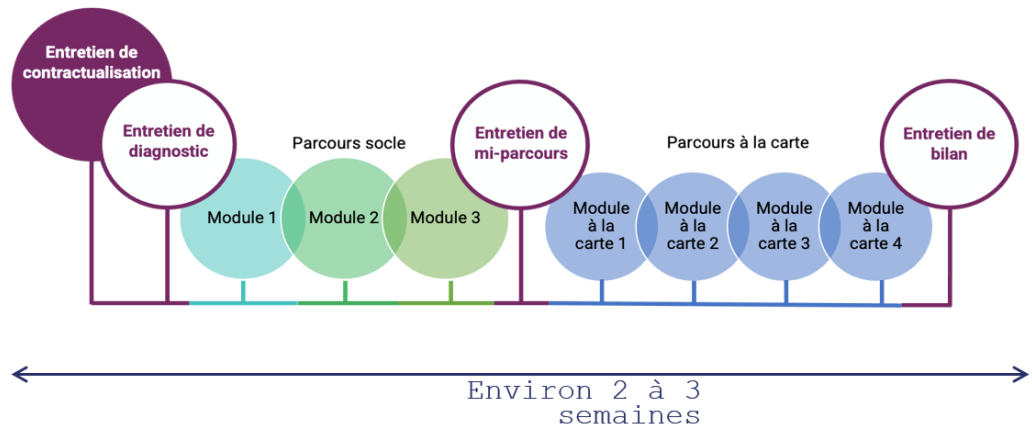 Entretien de
contractualisation
Entretien de
diagnostic
Parcours socle
Module 1
Module 2
Module 3
Entretien de
mi-parcours
Parcours à la carte
Module
à la
carte 1
Module
à la
carte 2
Module
à la
carte 3
Module
à la
carte 4
Entretien de
bilan
Environ 2 à 3
semaines